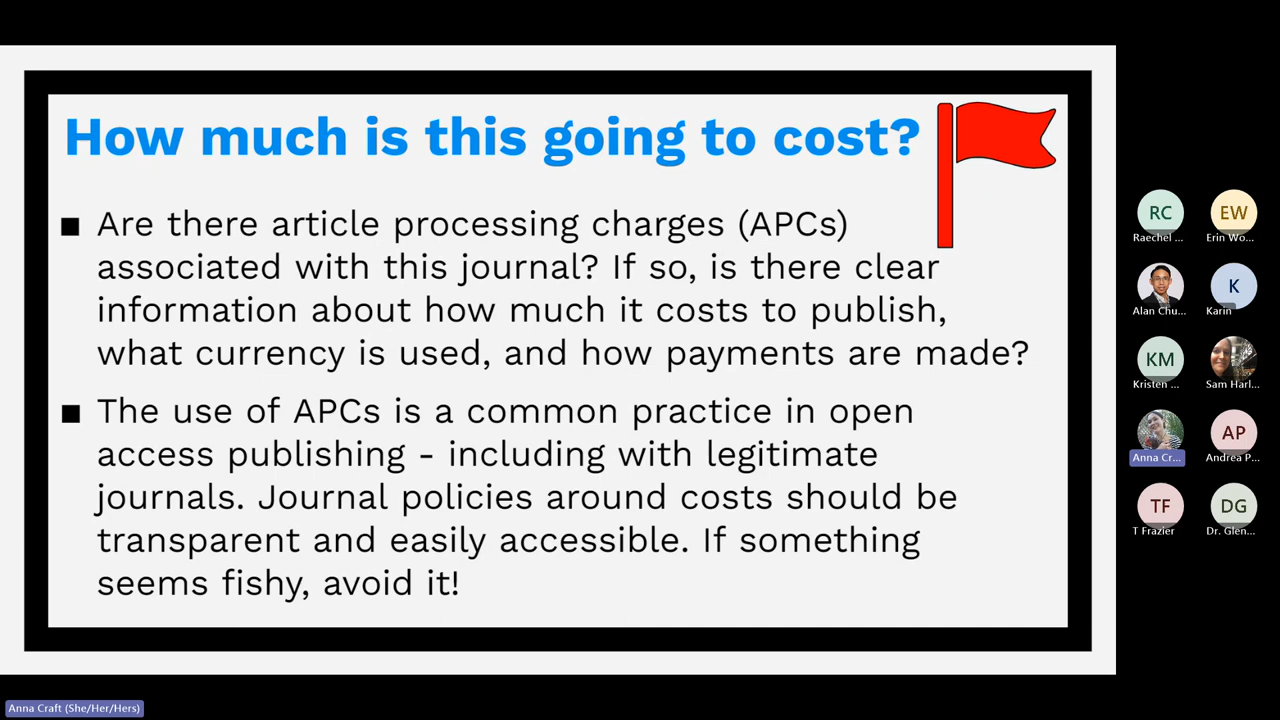 How much is this going to cost?
■ Are there article processing charges (APCs)
associated with this journal? If so, is there clear
information about how much it costs to publish,
what currency is used, and how payments are made?
■ The use of APCs is a common practice in open
access publishing - including with legitimate
journals. Journal policies around costs should be
transparent and easily accessible. If something
seems fishy, avoid it!
RC
EW
Raechel ...
Erin Wo...
Alan Chu...
K
Karin
KM
Kristen ...
Sam Harl...
Anna Cr...
AP
Andrea P...
TF
T Frazier
DG
Dr. Glen...
Anna Craft (She/Her/Hers)